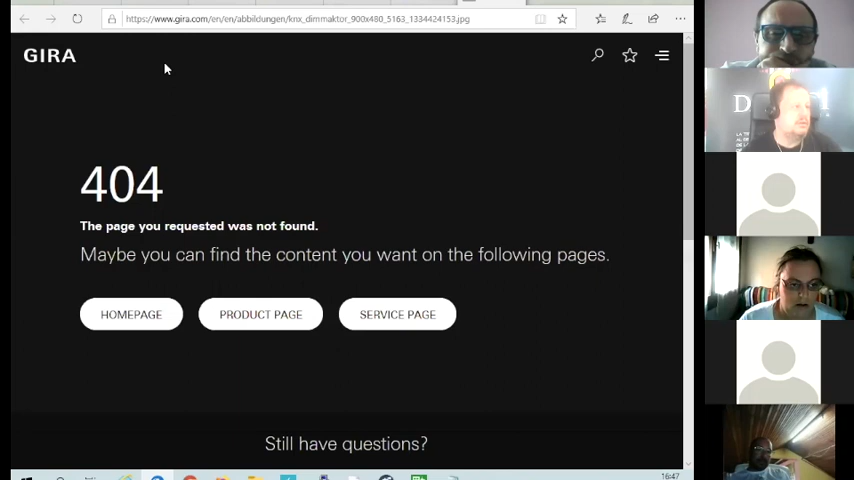 https://www.gira.com/en/en/abbildungen/knx_dimmaktor_900x480_5163_1334424153.jpg
GIRA
404
The page you requested was not found.
Maybe you can find the content you want on the following pages.
HOMEPAGE
PRODUCT PAGE
SERVICE PAGE
Still have questions?
16:47